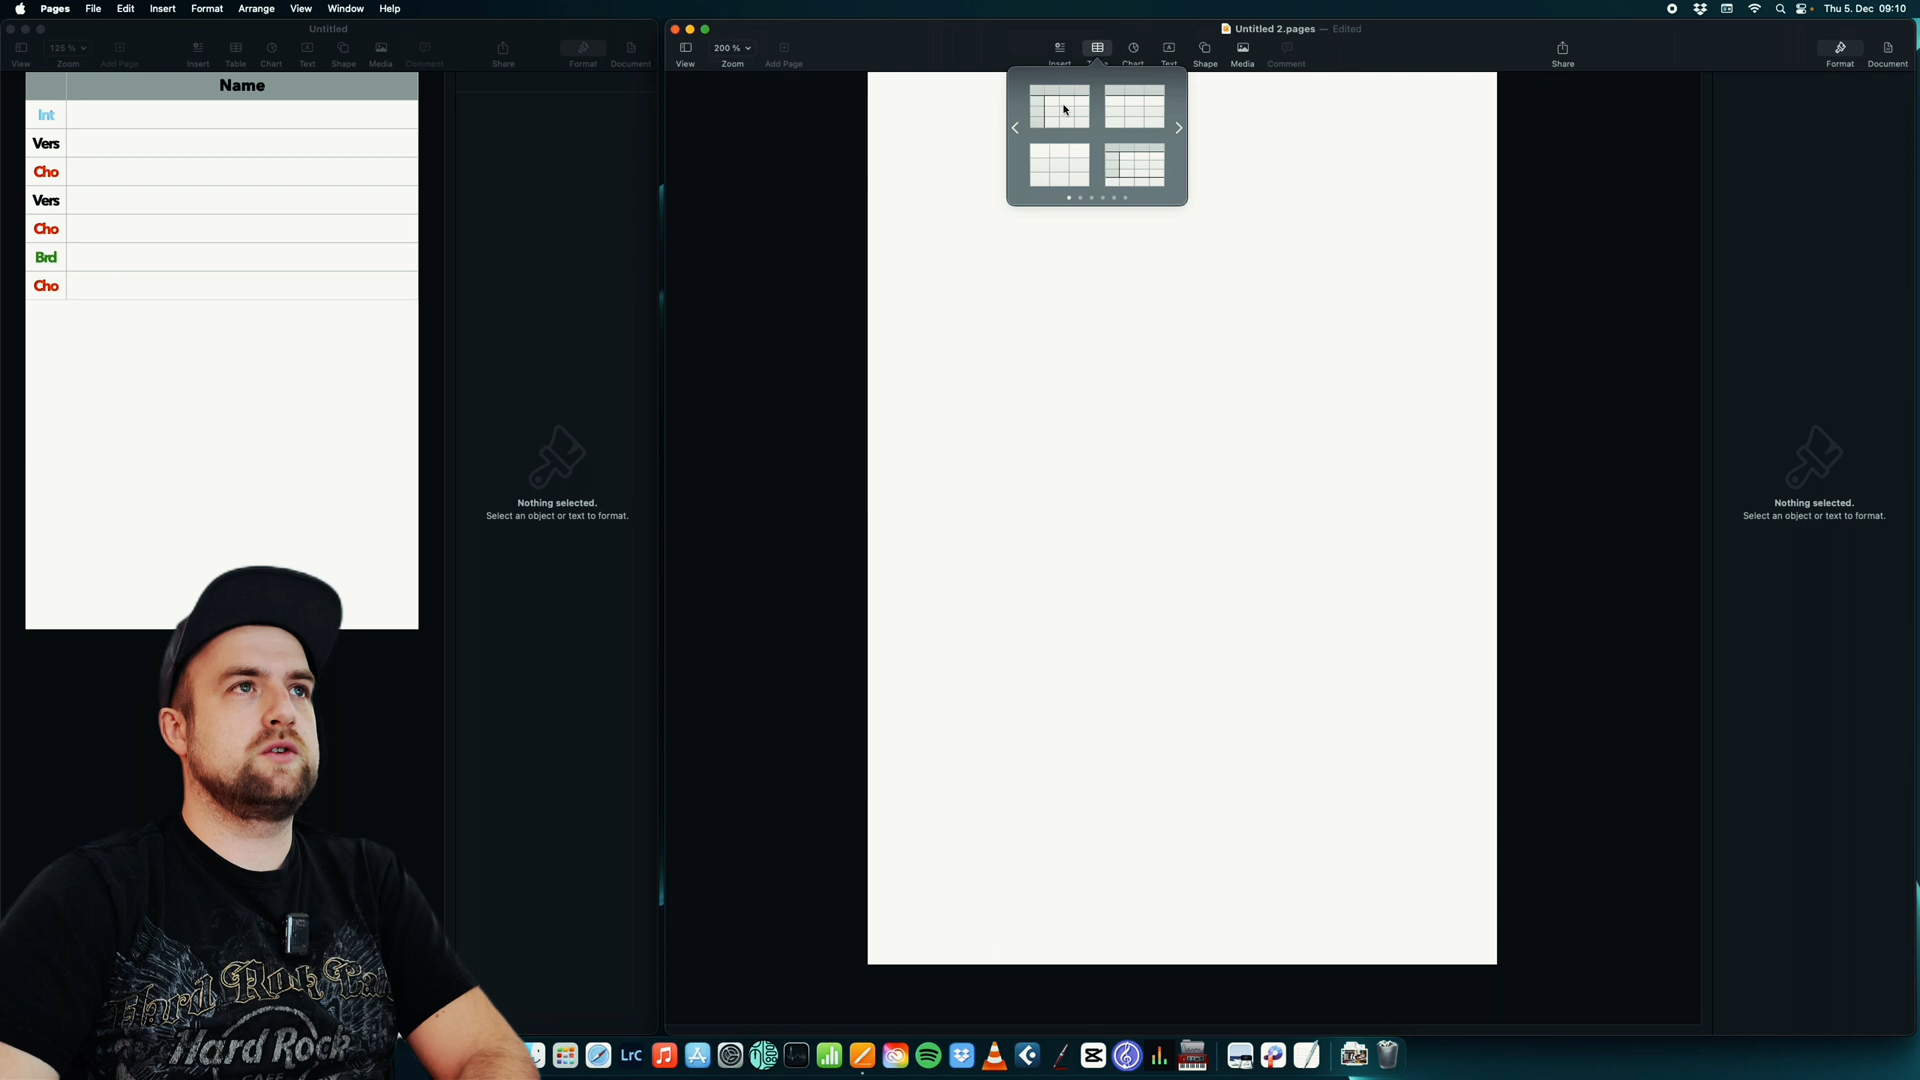 Pages File Edit Insert Format Arrange View Window Help
Thu 5. Dec 09:10
Untitled
125 %
View Zoom Add Page Insert Table Chart Text Shape Media Comment Share Format Document
Name
Int
Vers
Cho
Vers
Cho
Brd
Cho
Nothing selected.
Select an object or text to format.
Untitled 2.pages — Edited
200 %
View Zoom Add Page Insert Chart Text Shape Media Comment Share Format Document
Nothing selected.
Select an object or text to format.
Hard Rock
CAFE
LrC